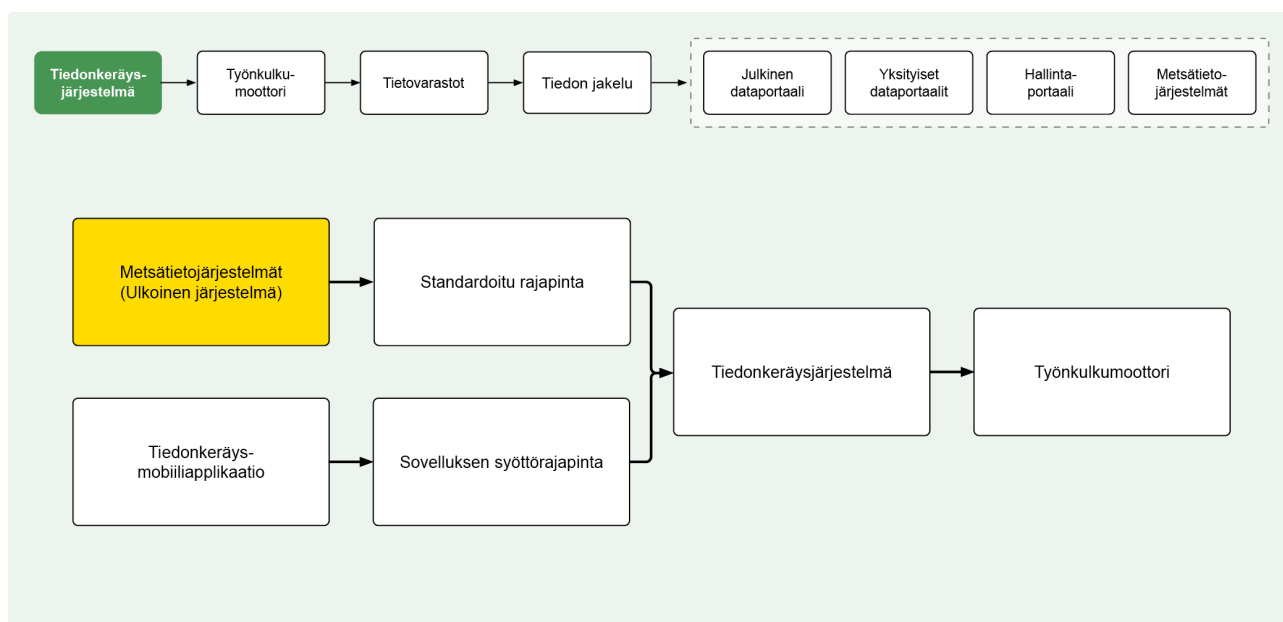 Tiedonkeräys-
järjestelmä
Työnkulku-
moottori
Tietovarastot
Tiedon jakelu
Julkinen
dataportaali
Yksityiset
dataportaalit
Hallinta-
portaali
Metsätieto-
järjestelmät
Metsätietojärjestelmät
(Ulkoinen järjestelmä)
Standardoitu rajapinta
Tiedonkeräysjärjestelmä
Työnkulkumoottori
Tiedonkeräys-
mobiiliapplikaatio
Sovelluksen syöttörajapinta